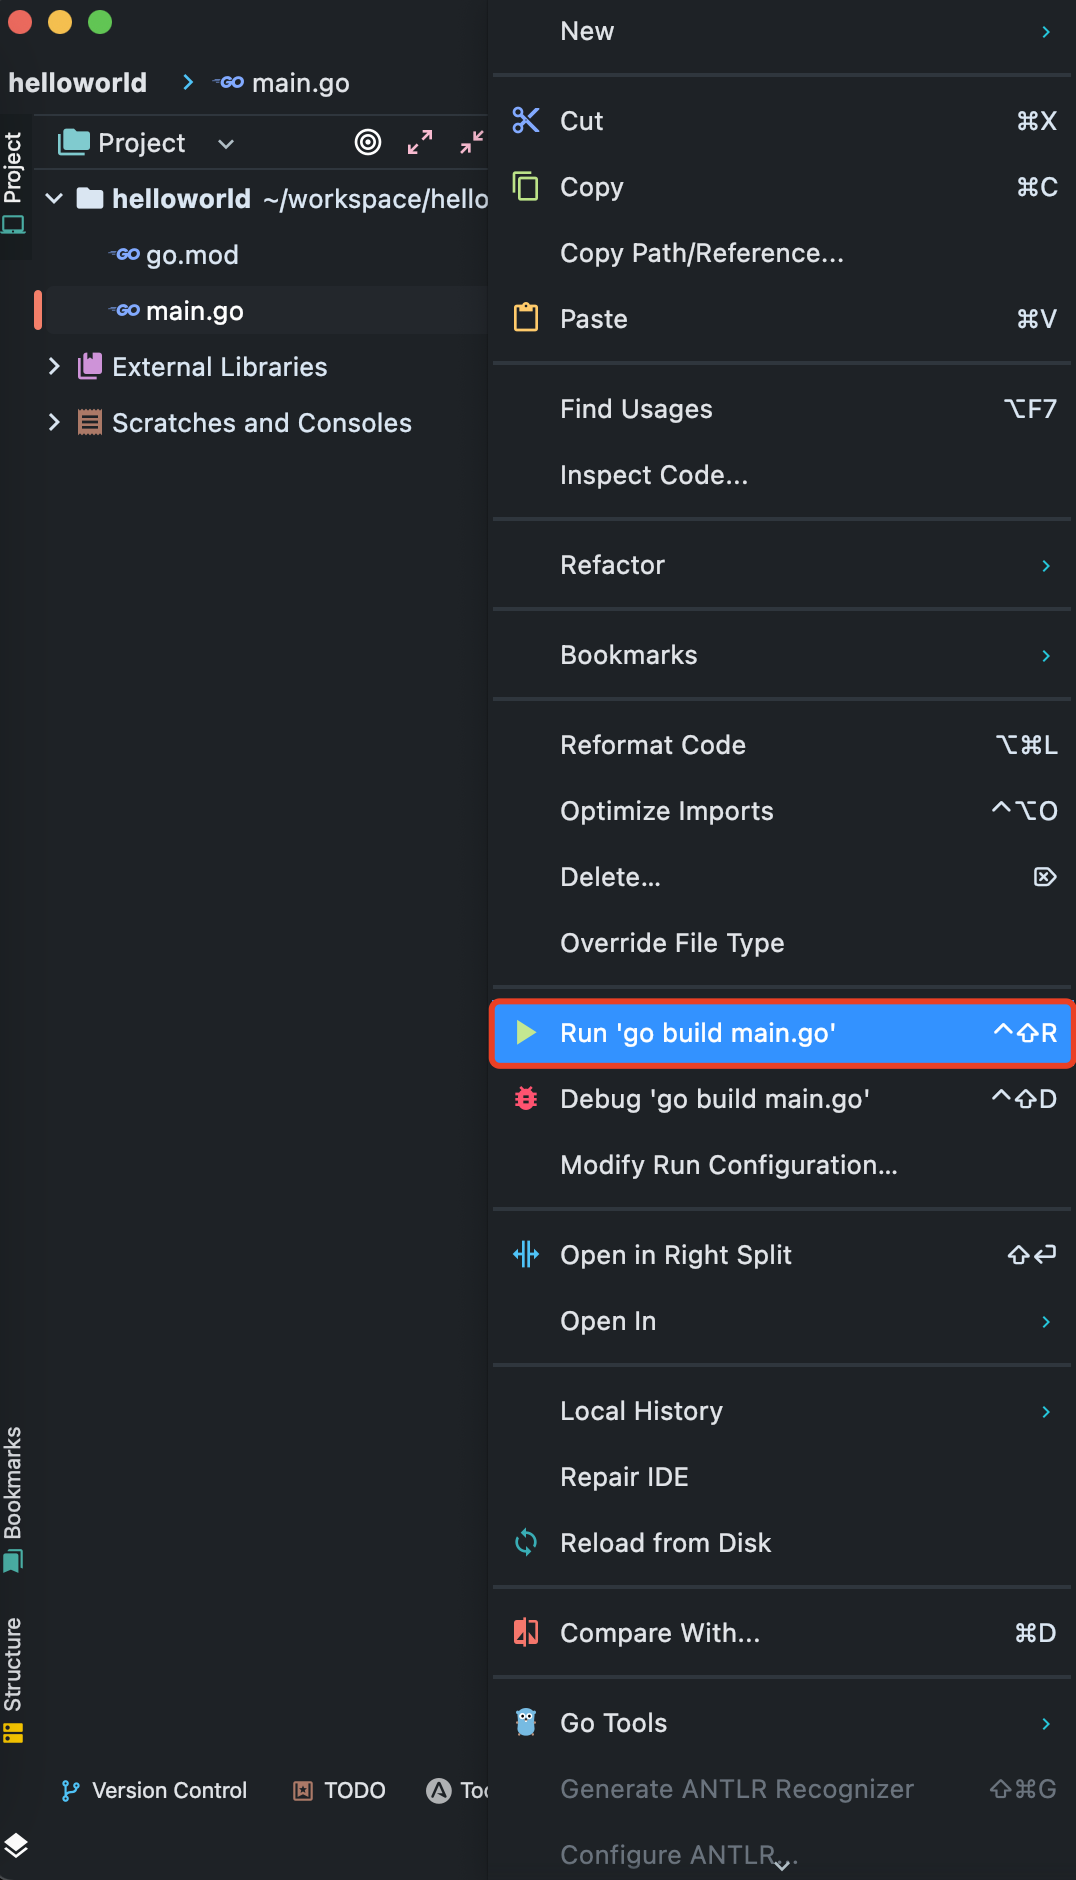 helloworld > GO main.go
Project
Project
helloworld ~/workspace/hello
GO go.mod
GO main.go
External Libraries
Scratches and Consoles
Bookmarks
Structure
Version Control TODO A Too
New
Cut ⌘X
Copy ⌘C
Copy Path/Reference...
Paste ⌘V
Find Usages ⌥F7
Inspect Code...
Refactor
Bookmarks
Reformat Code ⌥⌘L
Optimize Imports ^⌥O
Delete... ⌦
Override File Type
Run 'go build main.go' ^⇧R
Debug 'go build main.go' ^⇧D
Modify Run Configuration...
Open in Right Split ⇧↩
Open In
Local History
Repair IDE
Reload from Disk
Compare With... ⌘D
Go Tools
Generate ANTLR Recognizer ⇧⌘G
Configure ANTLR...